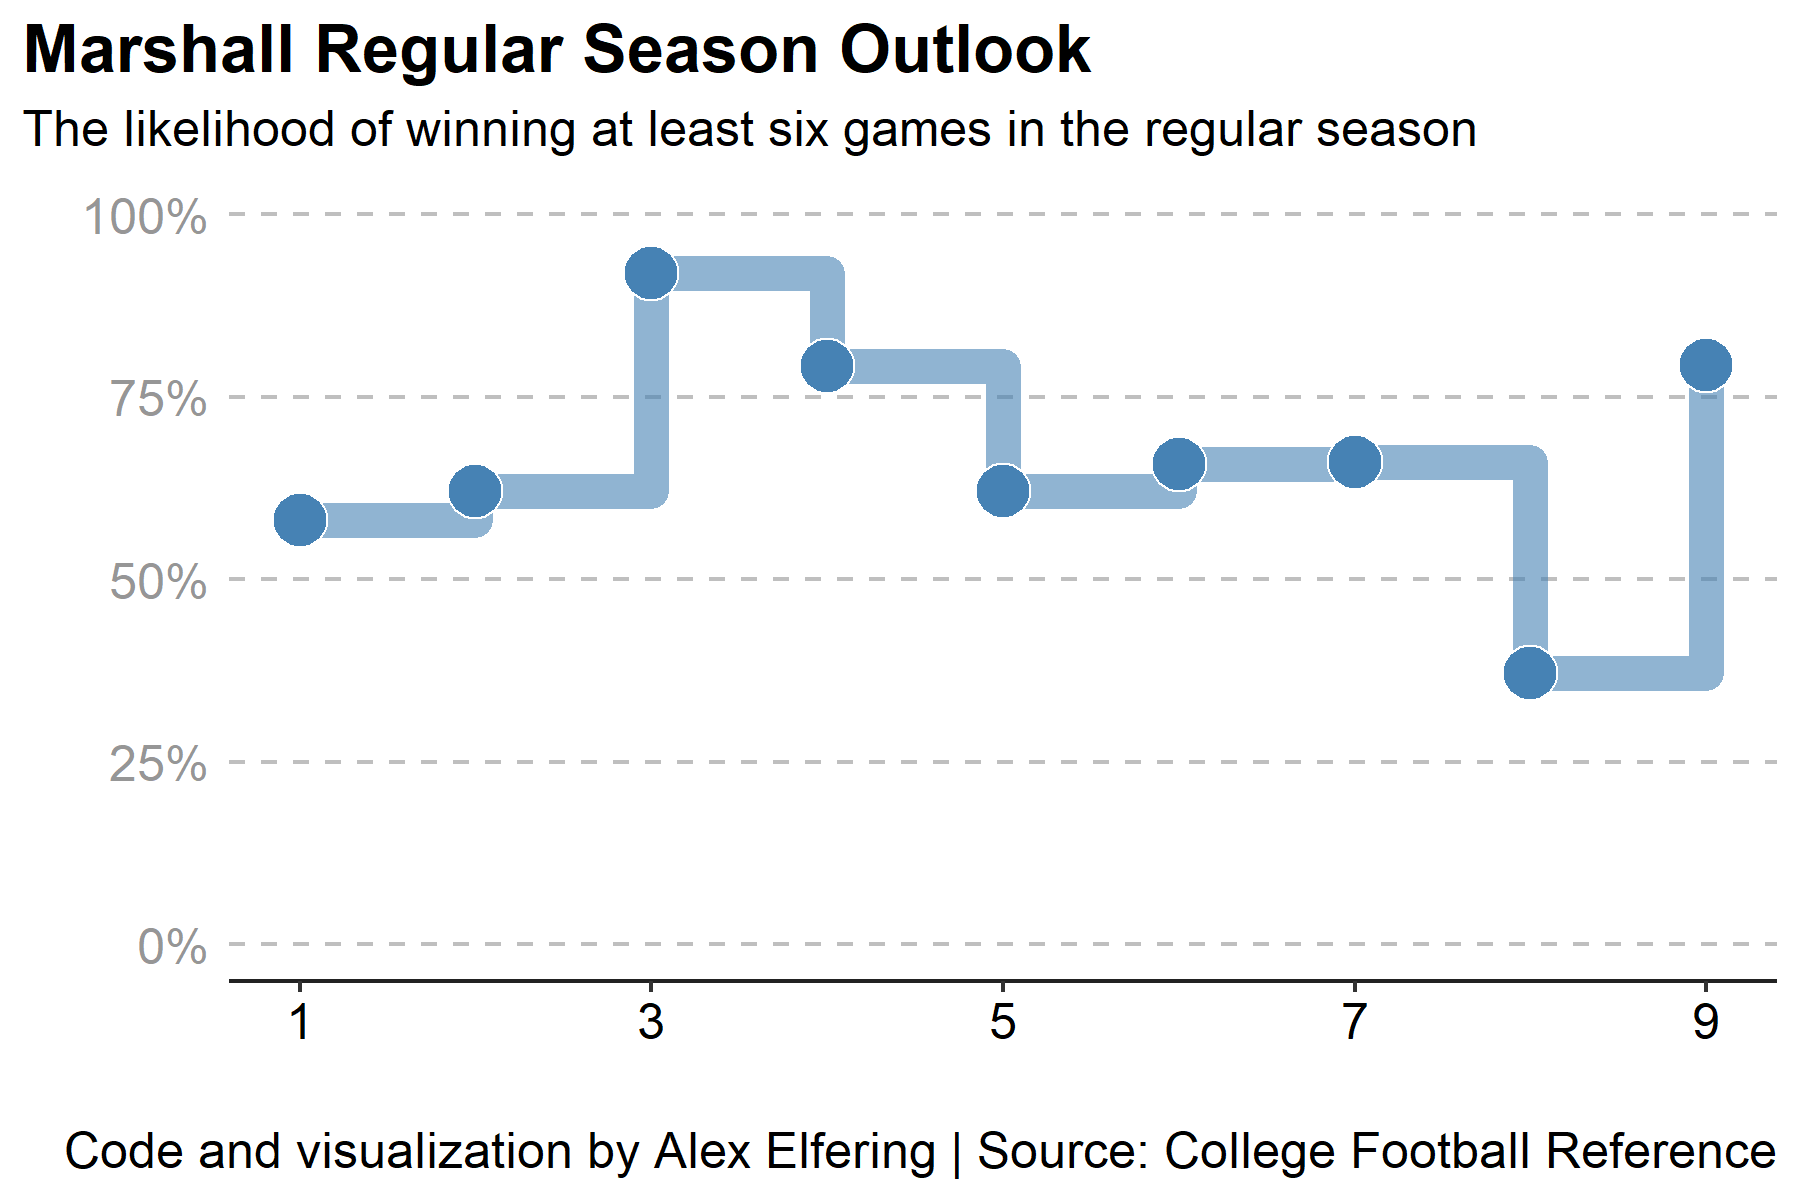 Marshall Regular Season Outlook
The likelihood of winning at least six games in the regular season
100%
75%
50%
25%
0%
1 3 5 7 9
Code and visualization by Alex Elfering | Source: College Football Reference